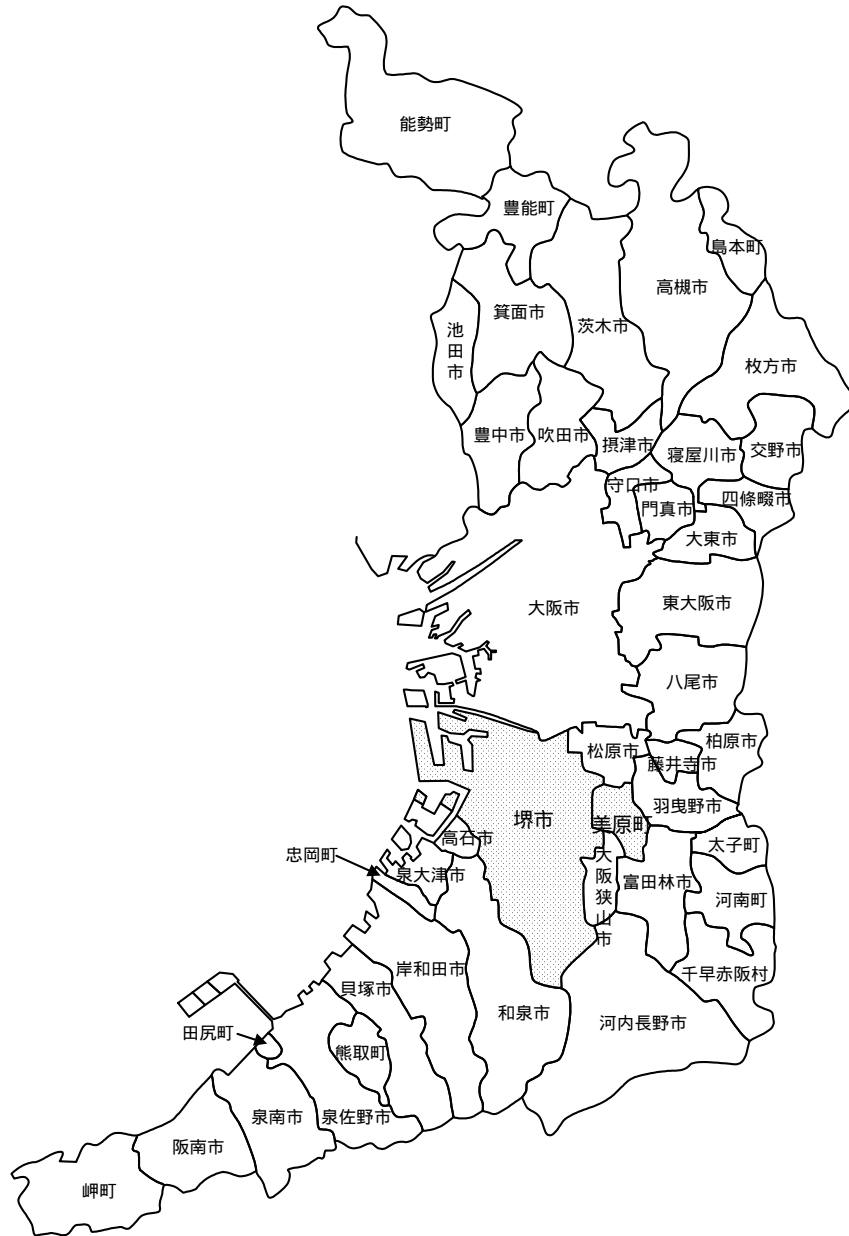 能勢町
豊能町
島本町
高槻市
箕面市
茨木市
池田市
枚方市
豊中市
吹田市
摂津市
寝屋川市
交野市
守口市
門真市
四條畷市
大東市
大阪市
東大阪市
八尾市
松原市
柏原市
藤井寺市
羽曳野市
堺市
美原町
高石市
太子町
忠岡町
泉大津市
大阪狭山市
富田林市
河南町
岸和田市
貝塚市
千早赤阪村
和泉市
河内長野市
田尻町
熊取町
泉南市
泉佐野市
阪南市
岬町